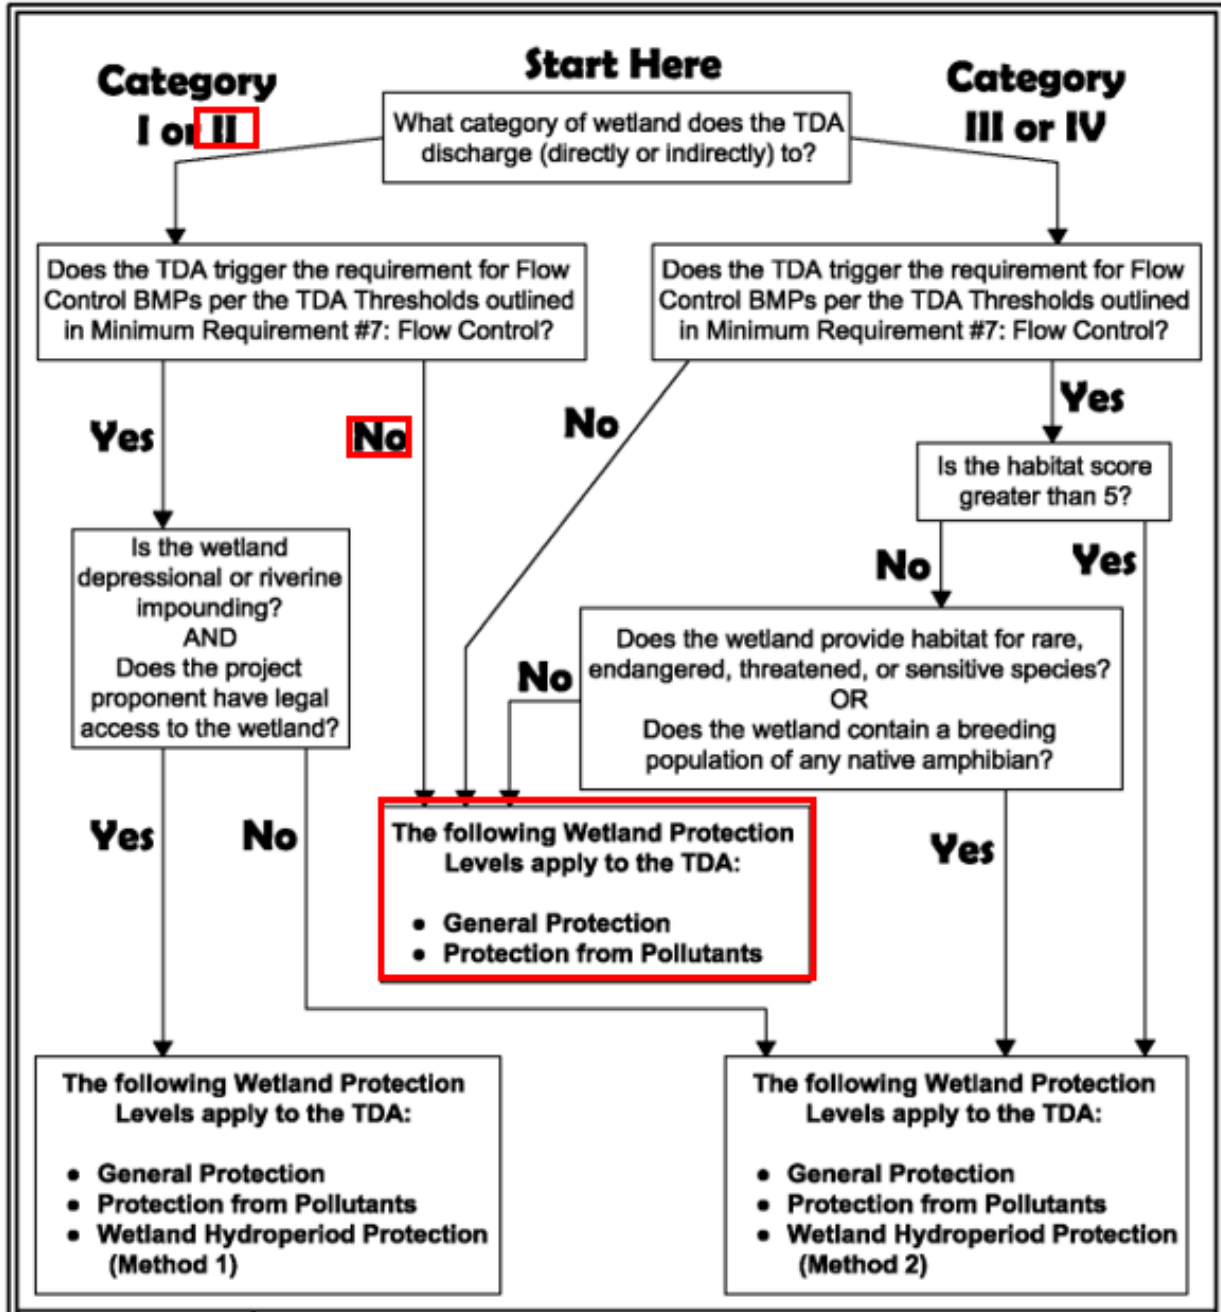 Start Here
Category
I or II
Category
III or IV
What category of wetland does the TDA
discharge (directly or indirectly) to?
Does the TDA trigger the requirement for Flow
Control BMPs per the TDA Thresholds outlined
in Minimum Requirement #7: Flow Control?
Does the TDA trigger the requirement for Flow
Control BMPs per the TDA Thresholds outlined
in Minimum Requirement #7: Flow Control?
Yes
No
No
Yes
Is the habitat score
greater than 5?
Is the wetland
depressional or riverine
impounding?
AND
Does the project
proponent have legal
access to the wetland?
No
Yes
Does the wetland provide habitat for rare,
endangered, threatened, or sensitive species?
OR
Does the wetland contain a breeding
population of any native amphibian?
No
Yes
No
Yes
The following Wetland Protection
Levels apply to the TDA:
• General Protection
• Protection from Pollutants
The following Wetland Protection
Levels apply to the TDA:
• General Protection
• Protection from Pollutants
• Wetland Hydroperiod Protection
(Method 1)
The following Wetland Protection
Levels apply to the TDA:
• General Protection
• Protection from Pollutants
• Wetland Hydroperiod Protection
(Method 2)